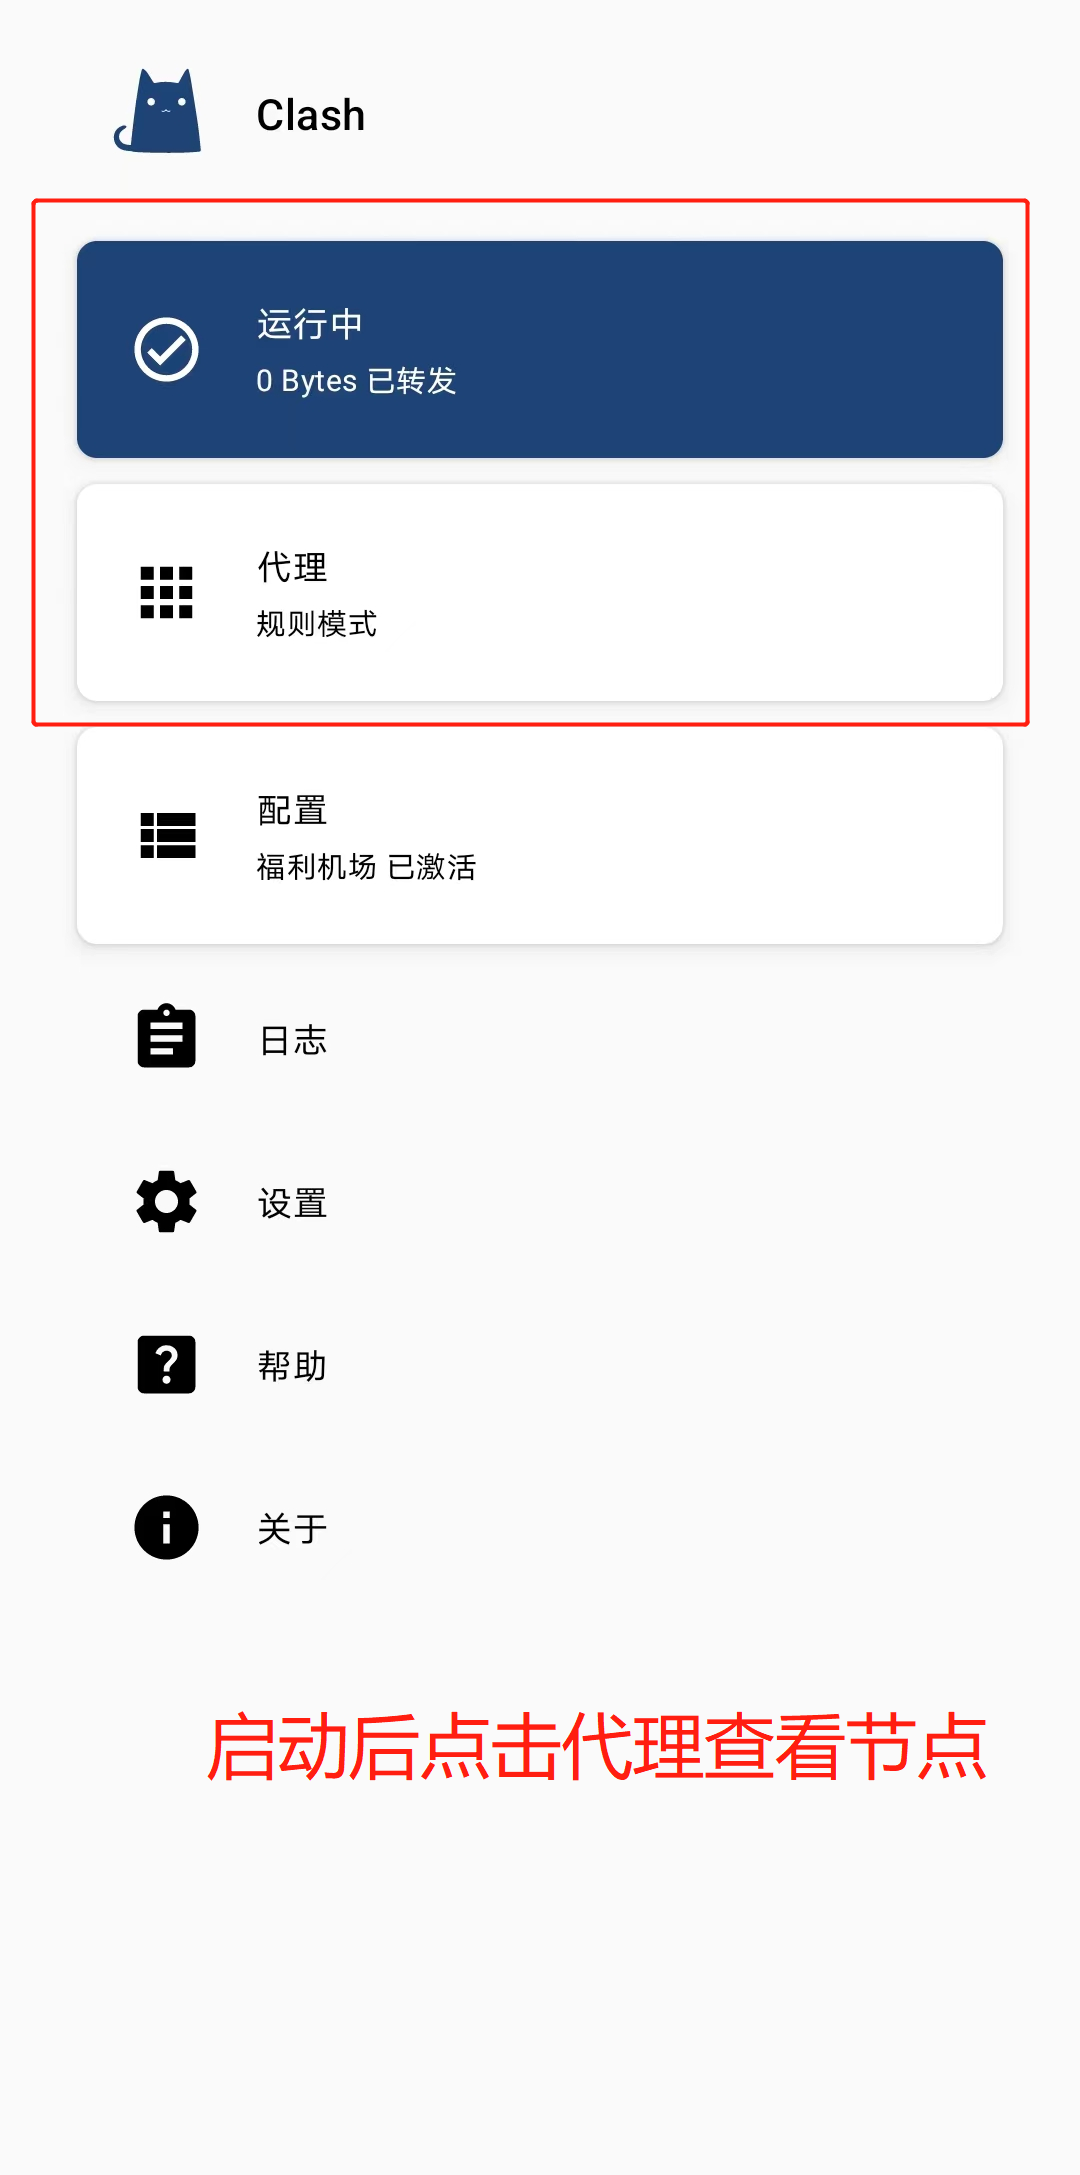 Clash
运行中
0 Bytes 已转发
代理
规则模式
配置
福利机场 已激活
日志
设置
帮助
关于
启动后点击代理查看节点